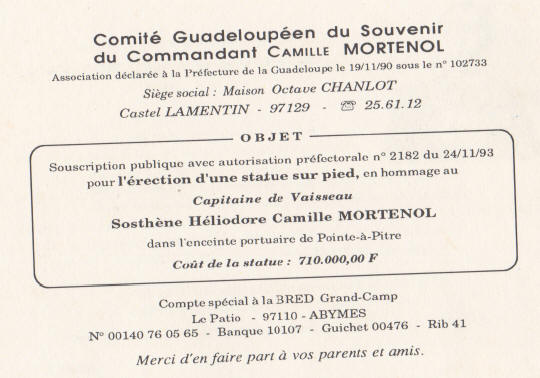 Comité Guadeloupéen du Souvenir
du Commandant CAMILLE MORTENOL
Association déclarée à la Préfecture de la Guadeloupe le 19/11/90 sous le n° 102733
Siège social : Maison Octave CHANLOT
Castel LAMENTIN - 97129 - ☏ 25.61.12
OBJET
Souscription publique avec autorisation préfectorale n° 2182 du 24/11/93
pour l'érection d'une statue sur pied, en hommage au
Capitaine de Vaisseau
Sosthène Héliodore Camille MORTENOL
dans l'enceinte portuaire de Pointe-à-Pitre
Coût de la statue : 710.000,00 F
Compte spécial à la BRED Grand-Camp
Le Patio - 97110 - ABYMES
N° 00140 76 05 65 - Banque 10107 - Guichet 00476 - Rib 41
Merci d'en faire part à vos parents et amis.